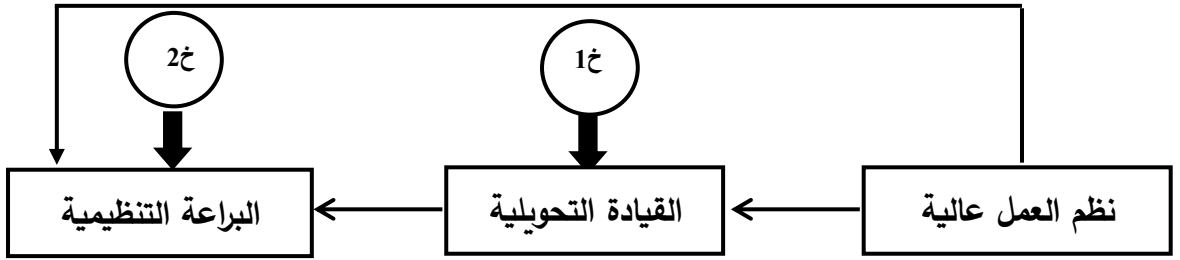 خ1
خ2
نظم العمل عالية
القيادة التحويلية
البراعة التنظيمية